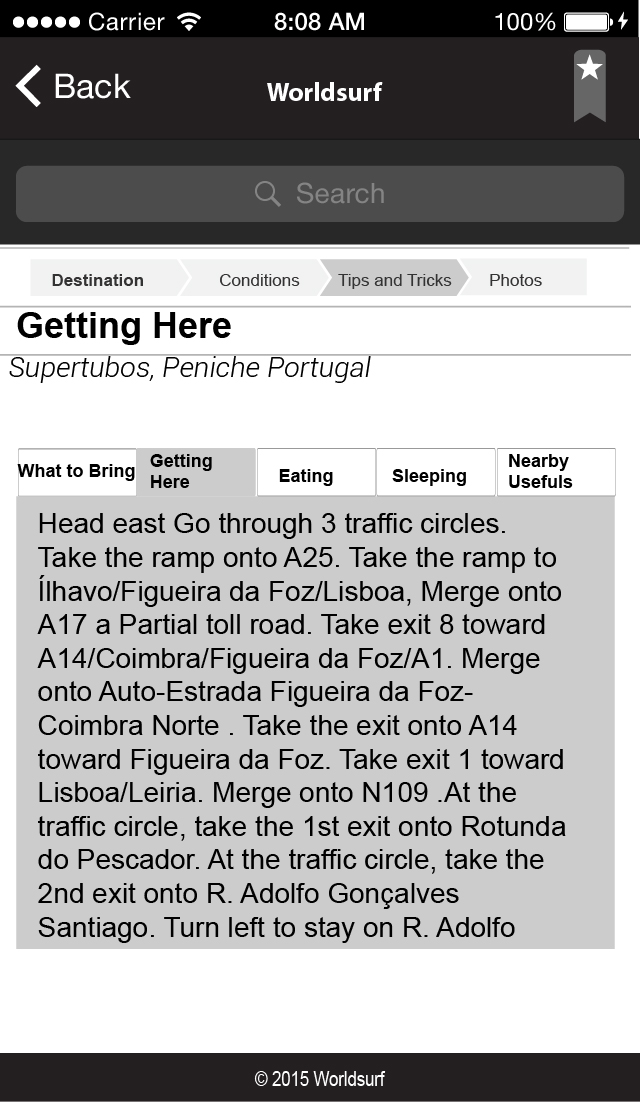 Carrier 8:08 AM 100%
Back Worldsurf
Search
Destination Conditions Tips and Tricks Photos
Getting Here
Supertubos, Peniche Portugal
What to Bring Getting Here Eating Sleeping Nearby Usefuls
Head east Go through 3 traffic circles.
Take the ramp onto A25. Take the ramp to
Ílhavo/Figueira da Foz/Lisboa, Merge onto
A17 a Partial toll road. Take exit 8 toward
A14/Coimbra/Figueira da Foz/A1. Merge
onto Auto-Estrada Figueira da Foz-
Coimbra Norte . Take the exit onto A14
toward Figueira da Foz. Take exit 1 toward
Lisboa/Leiria. Merge onto N109 .At the
traffic circle, take the 1st exit onto Rotunda
do Pescador. At the traffic circle, take the
2nd exit onto R. Adolfo Gonçalves
Santiago. Turn left to stay on R. Adolfo
© 2015 Worldsurf